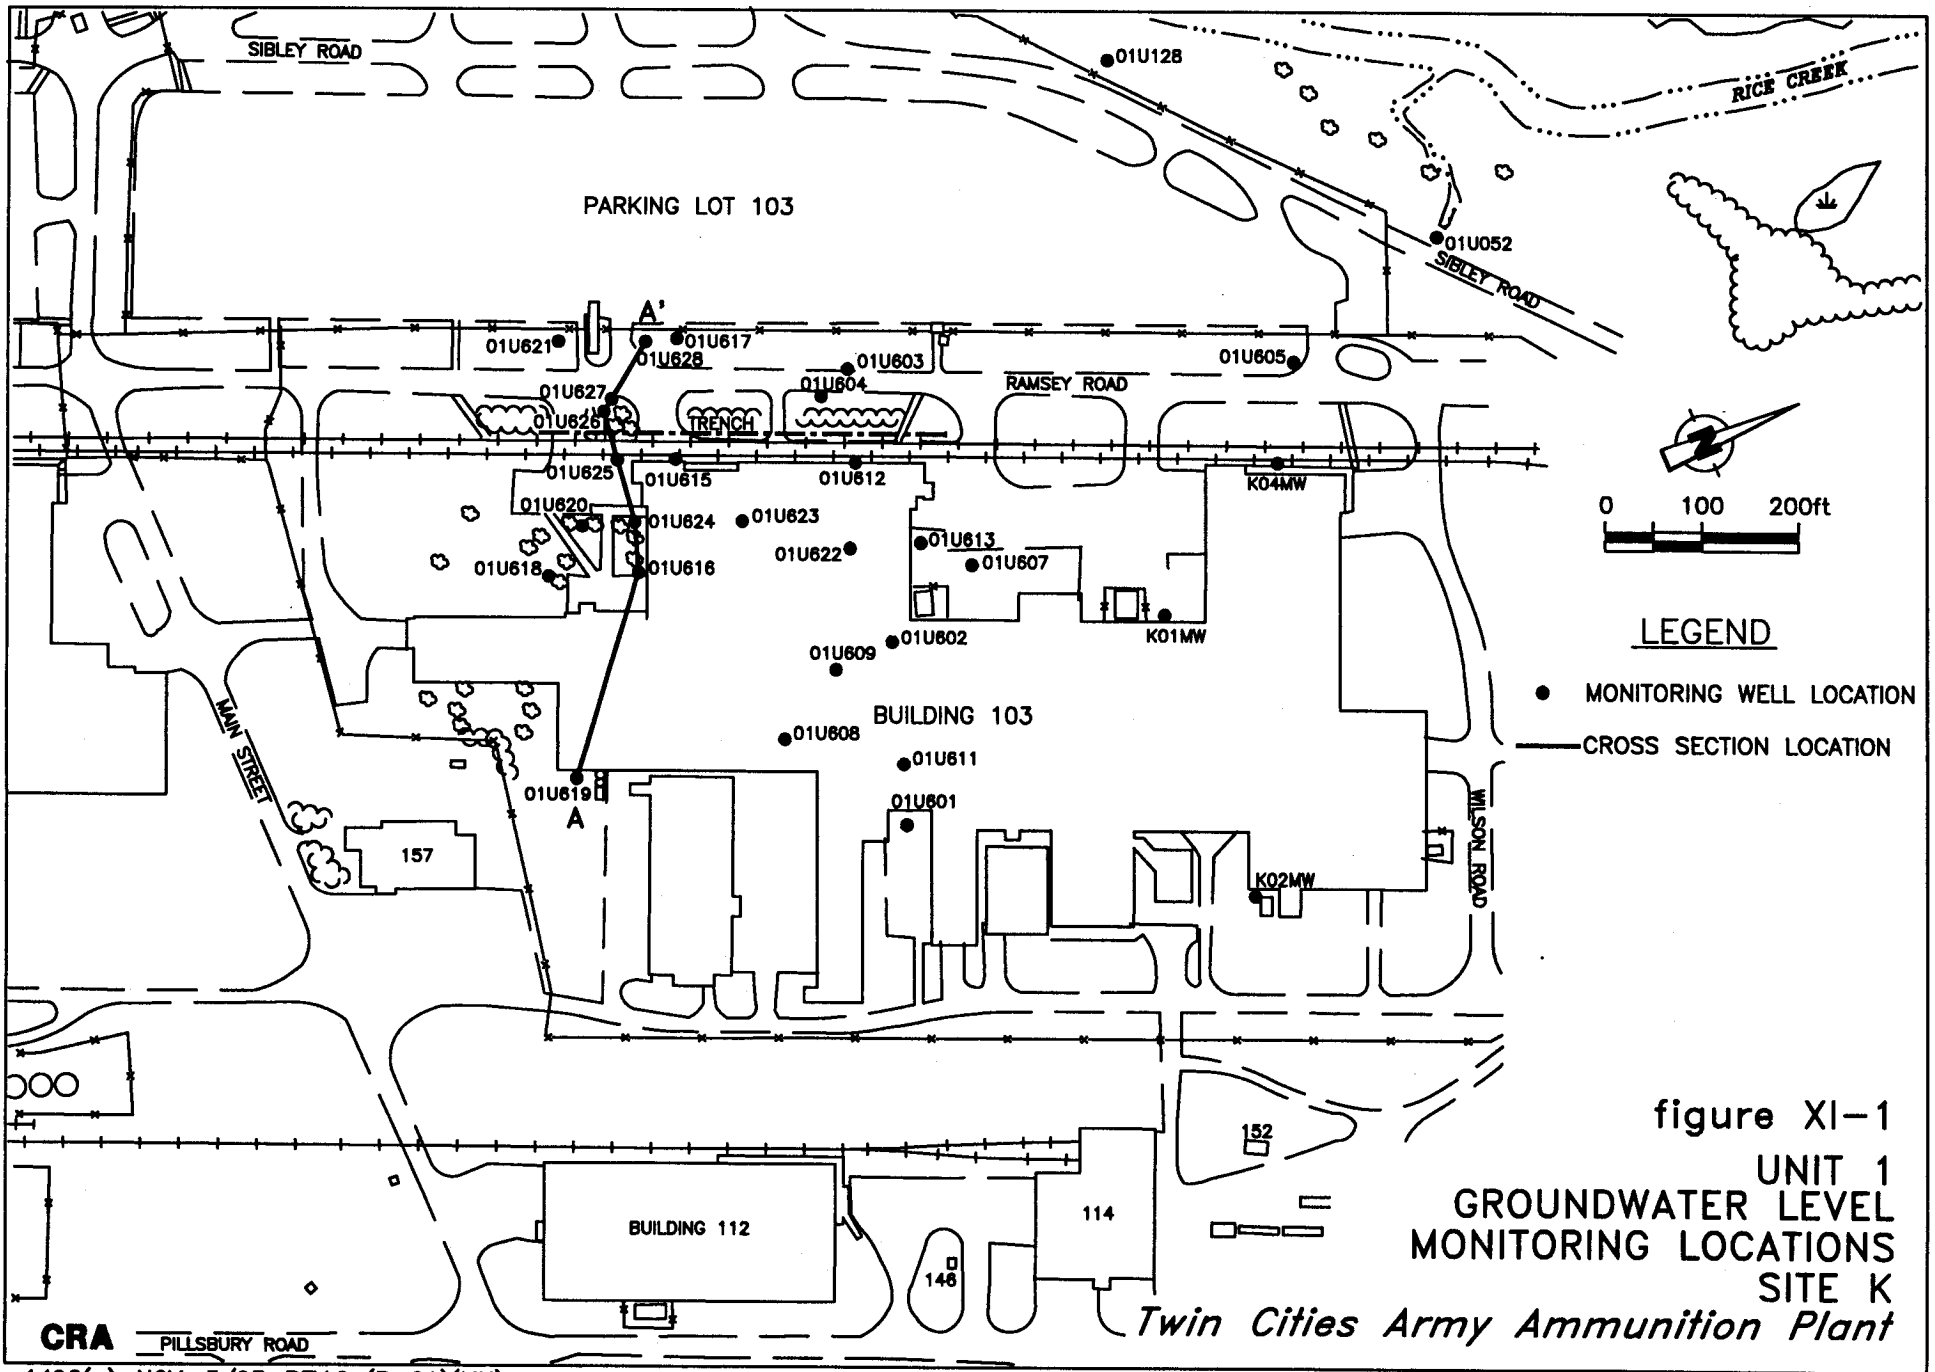 SIBLEY ROAD
01U128
RICE CREEK
PARKING LOT 103
01U052
SIBLEY ROAD
A'
01U621
01U617
01U628
01U603
01U605
01U604
RAMSEY ROAD
01U627
01U626
TRENCH
N
01U625
01U615
01U612
K04MW
0 100 200ft
01U620
01U624
01U623
01U613
01U622
01U607
01U618
01U616
K01MW
LEGEND
01U602
01U609
MONITORING WELL LOCATION
MAIN STREET
BUILDING 103
01U608
CROSS SECTION LOCATION
01U611
01U619
A
01U601
WILSON ROAD
157
K02MW
figure XI-1
152
UNIT 1
GROUNDWATER LEVEL
MONITORING LOCATIONS
SITE K
Twin Cities Army Ammunition Plant
114
BUILDING 112
146
CRA
PILLSBURY ROAD